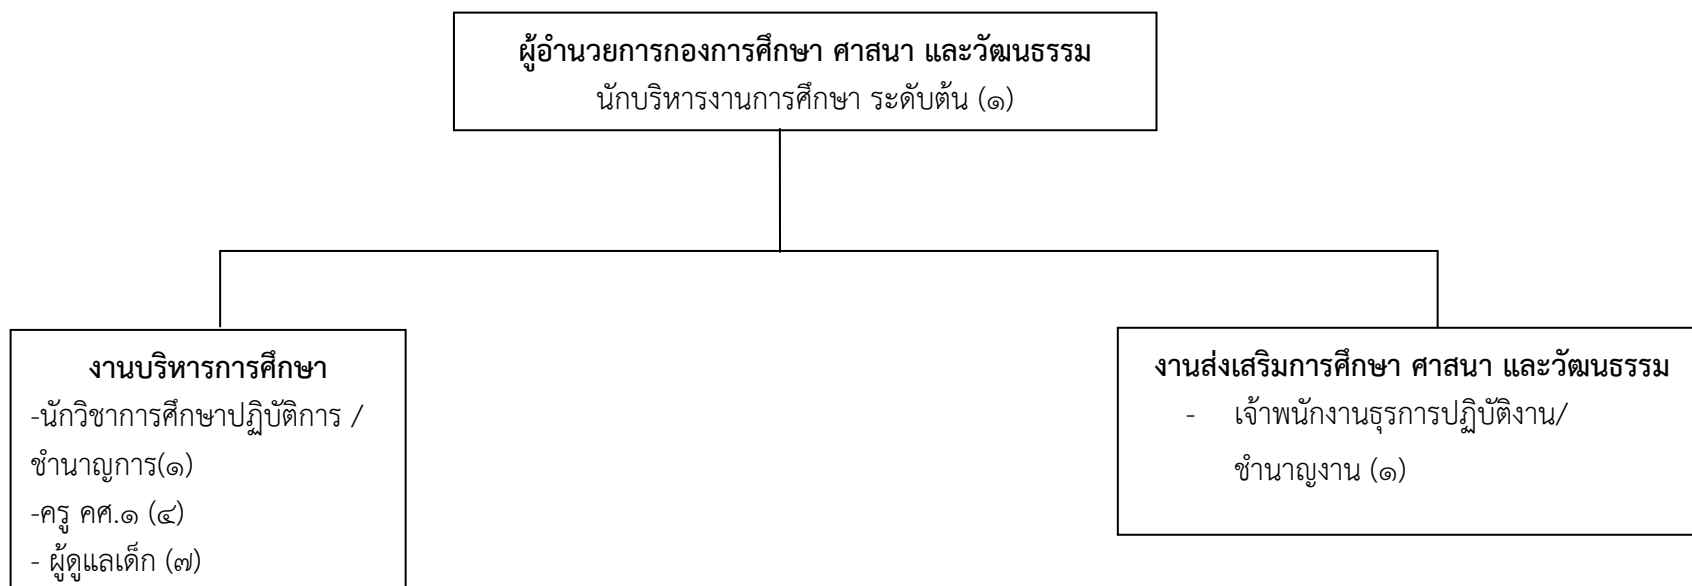 ผู้อำนวยการกองการศึกษา ศาสนา และวัฒนธรรม
นักบริหารงานการศึกษา ระดับต้น (๑)
งานบริหารการศึกษา
-นักวิชาการศึกษาปฏิบัติการ /
ชำนาญการ(๑)
-ครู คศ.๑ (๔)
- ผู้ดูแลเด็ก (๗)
งานส่งเสริมการศึกษา ศาสนา และวัฒนธรรม
- เจ้าพนักงานธุรการปฏิบัติงาน/
ชำนาญงาน (๑)